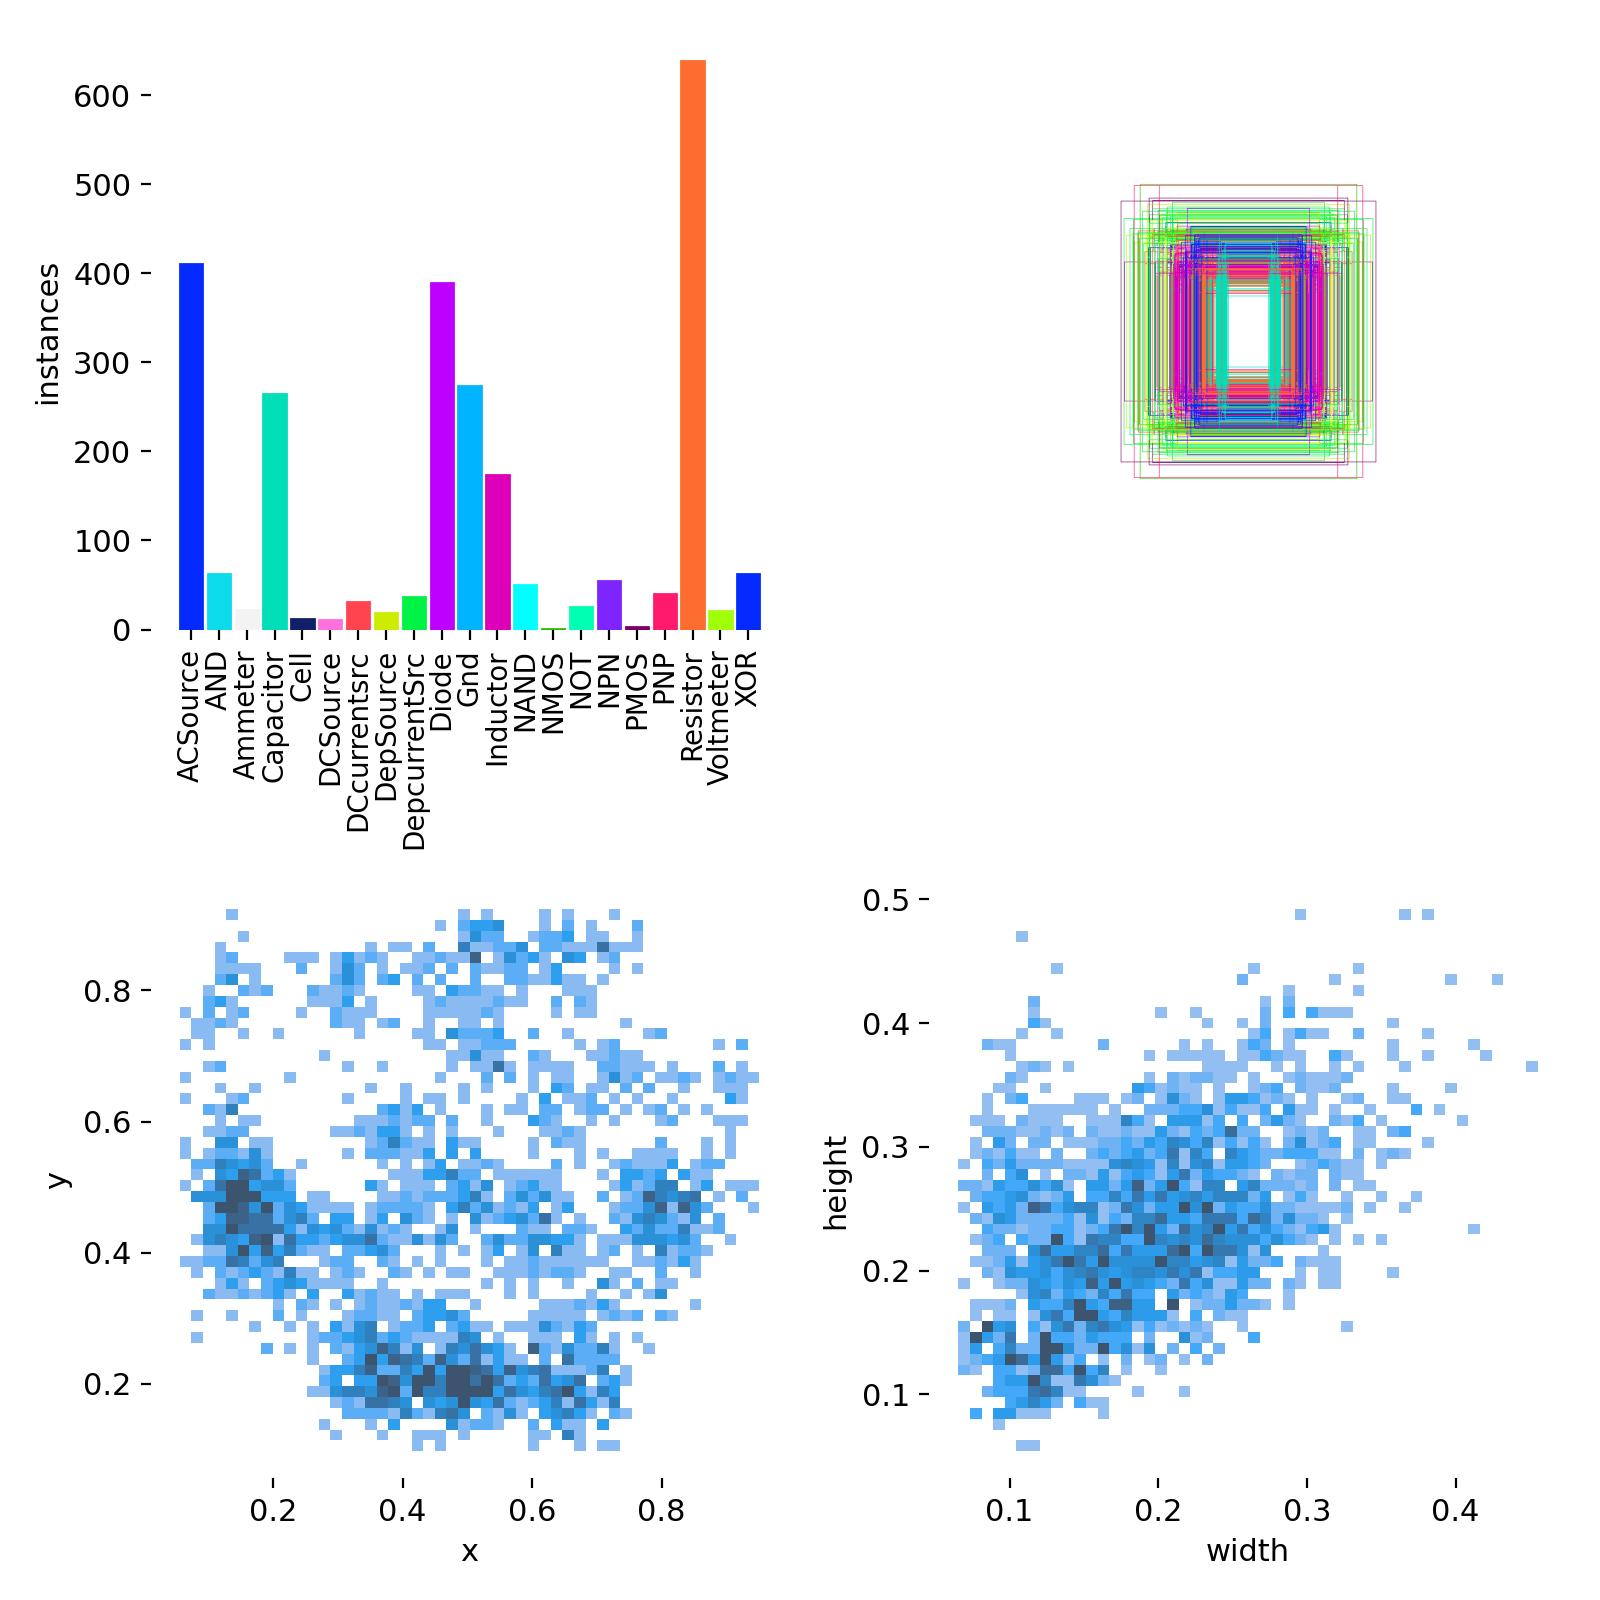 600
500
400
300
200
100
0
instances
ACSource
AND
Ammeter
Capacitor
Cell
DCSource
DCcurrentsrc
DepSource
DepcurrentSrc
Diode
Gnd
Inductor
NAND
NMOS
NOT
NPN
PMOS
PNP
Resistor
Voltmeter
XOR
0.8
0.6
0.4
0.2
y
0.2 0.4 0.6 0.8
x
0.5
0.4
0.3
0.2
0.1
height
0.1 0.2 0.3 0.4
width